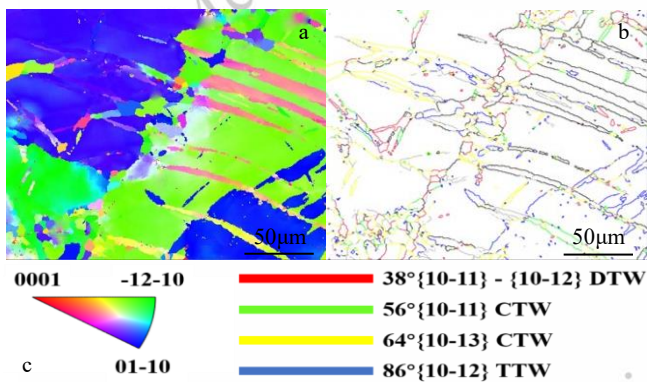 a
b
50μm
50μm
0001
-12-10
01-10
c
38°{10-11} - {10-12} DTW
56°{10-11} CTW
64°{10-13} CTW
86°{10-12} TTW